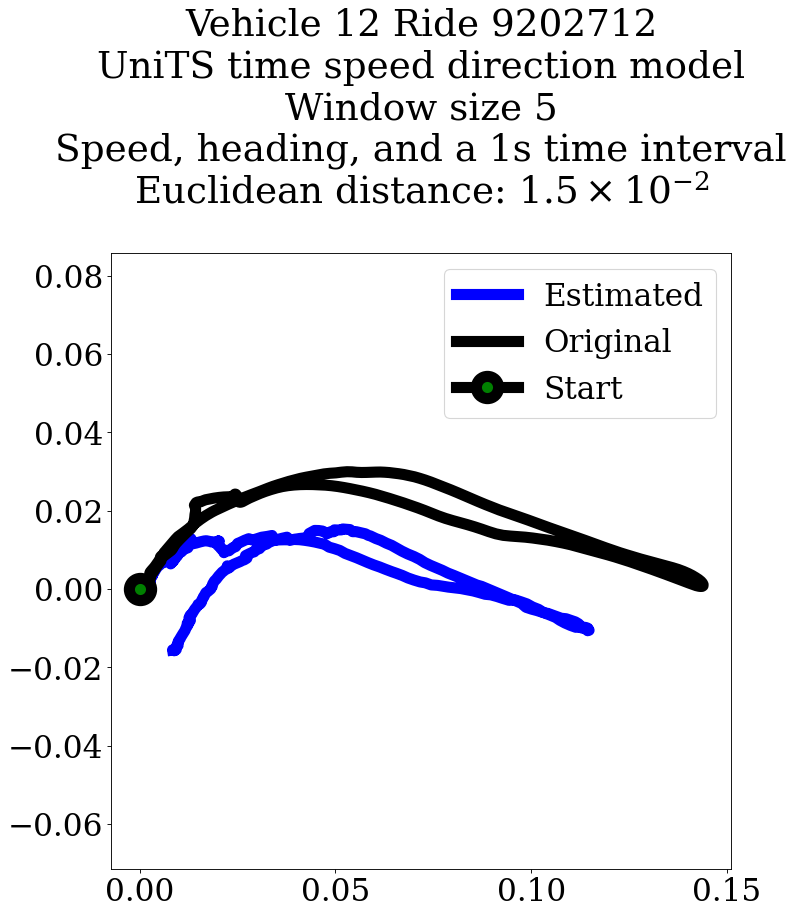 Vehicle 12 Ride 9202712
UniTS time speed direction model
Window size 5
Speed, heading, and a 1s time interval
Euclidean distance: 1.5 × 10⁻²
Estimated
Original
Start
0.08
0.06
0.04
0.02
0.00
−0.02
−0.04
−0.06
0.00 0.05 0.10 0.15